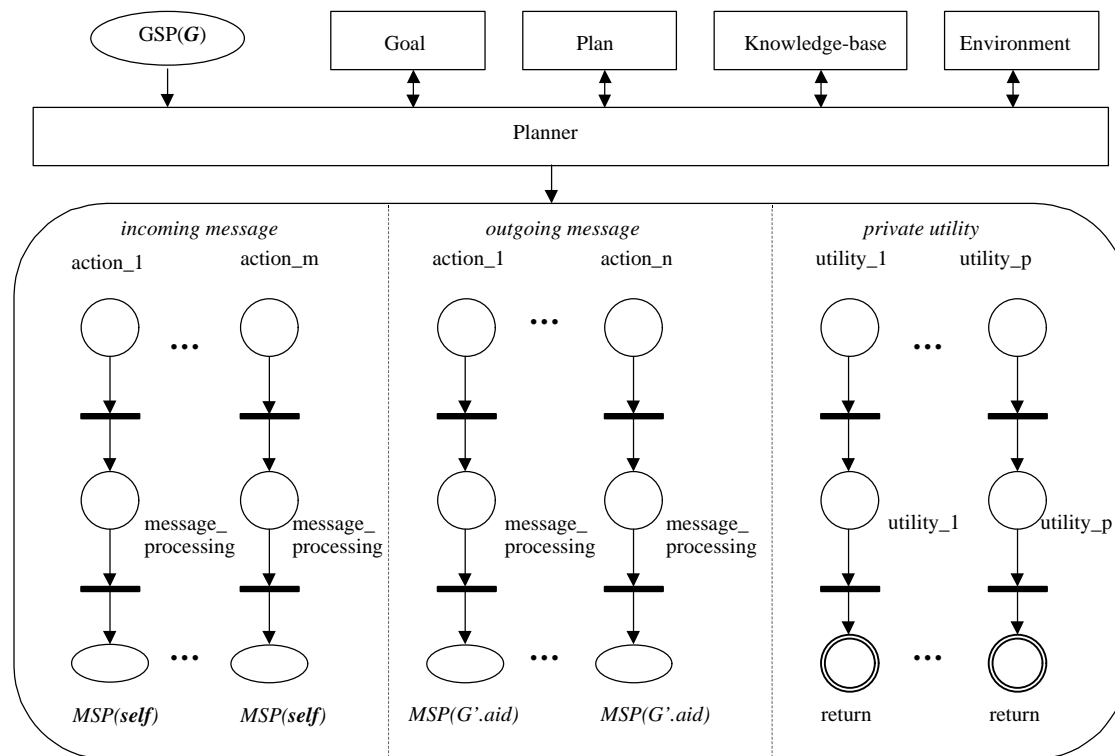 GSP(G)
Goal
Plan
Knowledge-base
Environment
Planner
incoming message
outgoing message
private utility
action_1
action_m
action_1
action_n
utility_1
utility_p
...
...
...
message_
processing
message_
processing
message_
processing
message_
processing
utility_1
utility_p
...
...
...
MSP(self)
MSP(self)
MSP(G'.aid)
MSP(G'.aid)
return
return